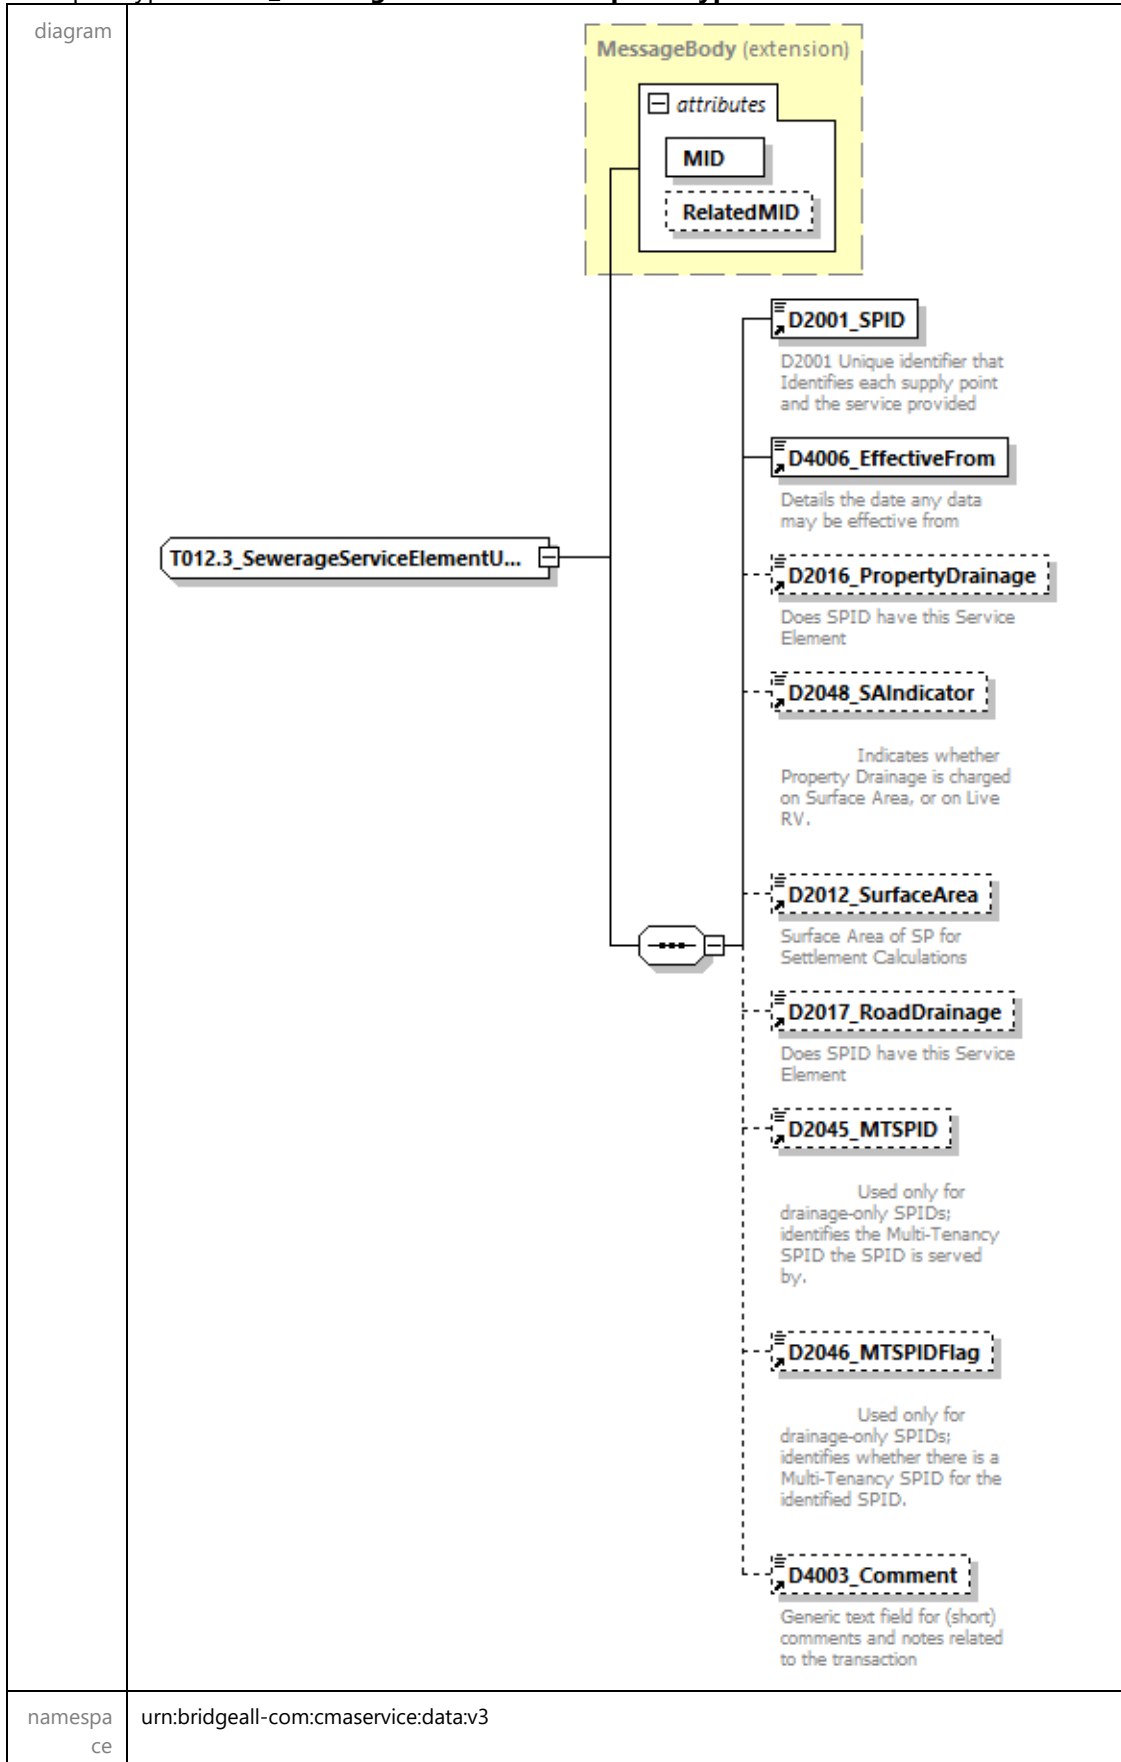 diagram
MessageBody (extension)
attributes
MID
RelatedMID
D2001_SPID
D2001 Unique identifier that
Identifies each supply point
and the service provided
D4006_EffectiveFrom
Details the date any data
may be effective from
T012.3_SewerageServiceElementU...
D2016_PropertyDrainage
Does SPID have this Service
Element
D2048_SAIndicator
Indicates whether
Property Drainage is charged
on Surface Area, or on Live
RV.
D2012_SurfaceArea
Surface Area of SP for
Settlement Calculations
D2017_RoadDrainage
Does SPID have this Service
Element
D2045_MTSPID
Used only for
drainage-only SPIDs;
identifies the Multi-Tenancy
SPID the SPID is served
by.
D2046_MTSPIDFlag
Used only for
drainage-only SPIDs;
identifies whether there is a
Multi-Tenancy SPID for the
identified SPID.
D4003_Comment
Generic text field for (short)
comments and notes related
to the transaction
namespa
ce
urn:bridgeall-com:cmaservice:data:v3